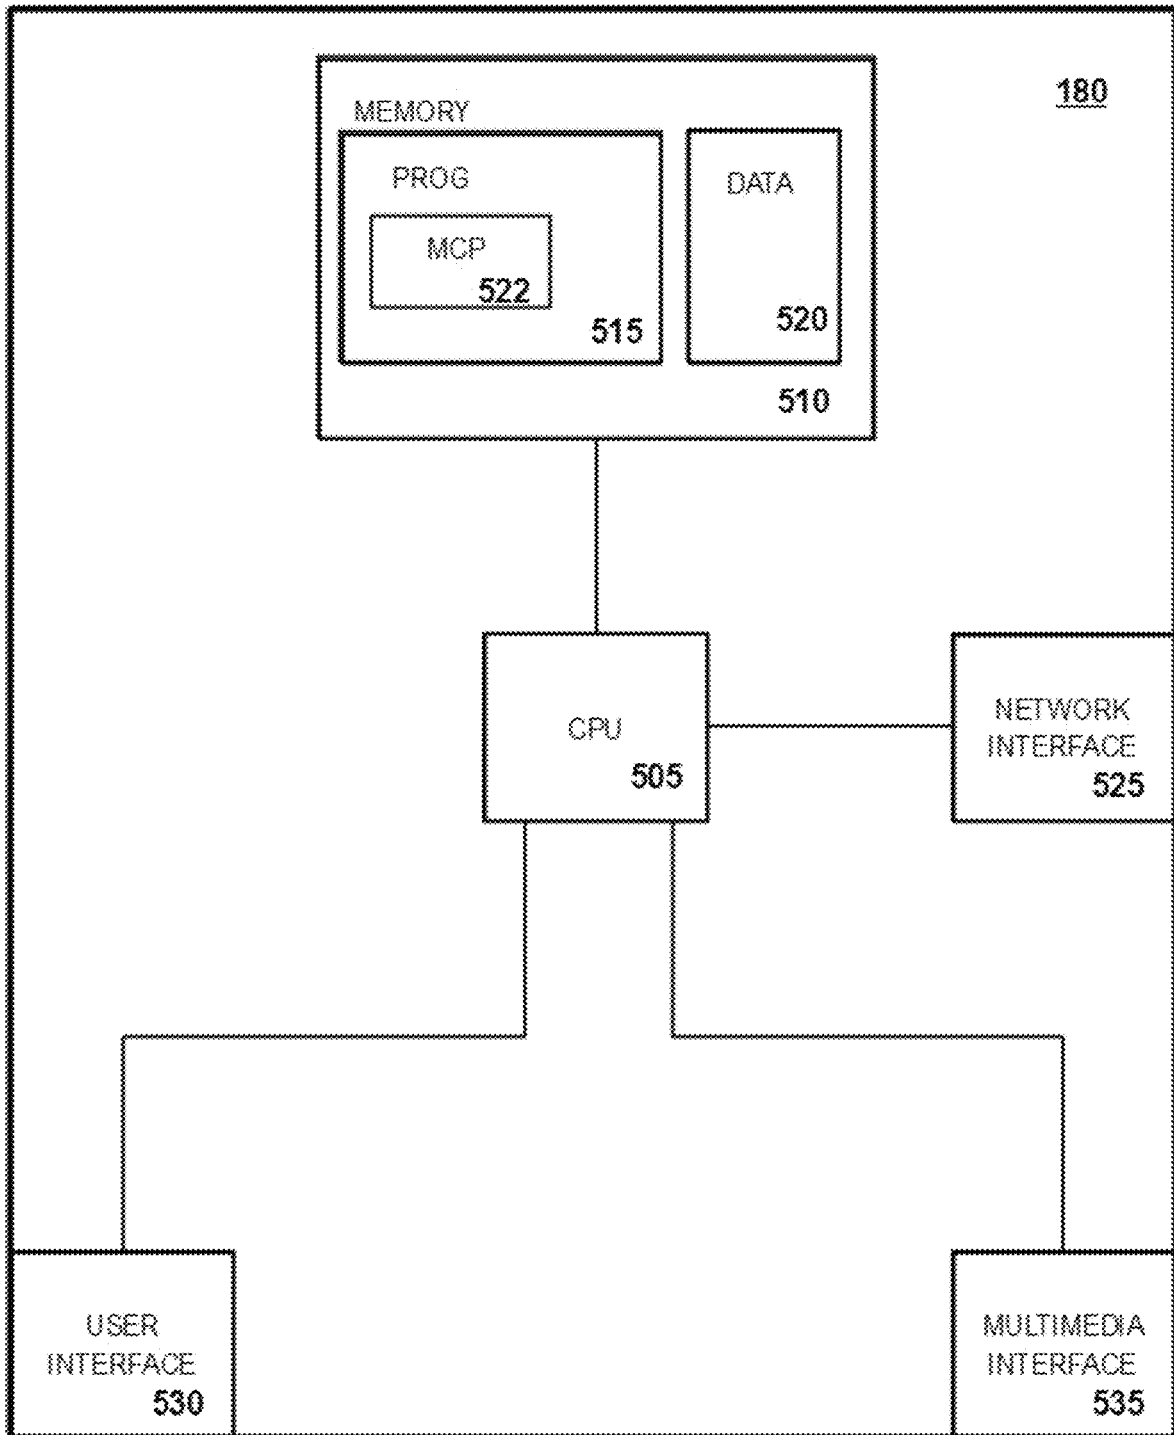 180
MEMORY
PROG
DATA
MCP
522
515
520
510
CPU
505
NETWORK
INTERFACE
525
USER
INTERFACE
530
MULTIMEDIA
INTERFACE
535